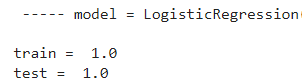 ----- model = LogisticRegression
train =  1.0
test =  1.0